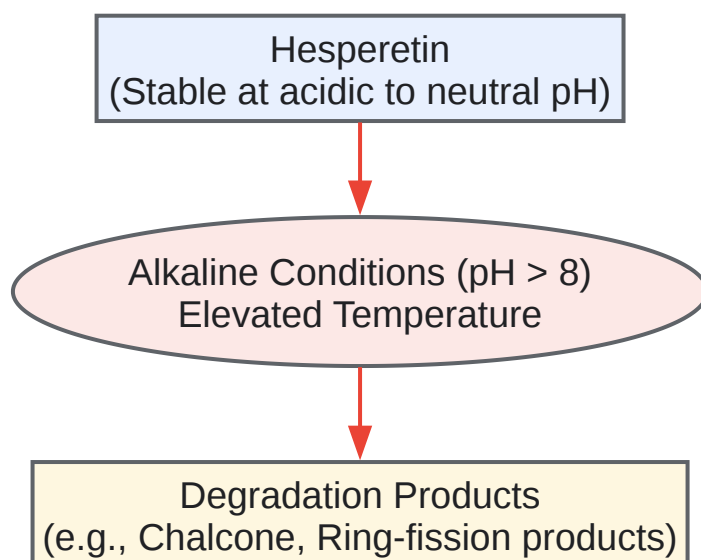 Hesperetin
(Stable at acidic to neutral pH)
Alkaline Conditions (pH > 8)
Elevated Temperature
Degradation Products
(e.g., Chalcone, Ring-fission products)